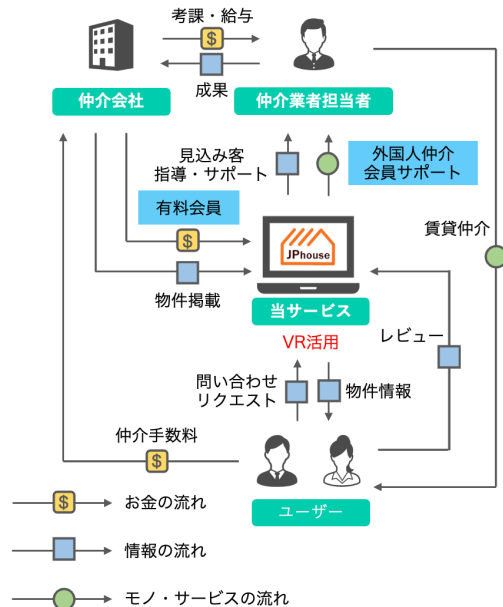 考課・給与
$
成果
仲介会社
仲介業者担当者
見込み客
指導・サポート
外国人仲介
会員サポート
有料会員
$
JPhouse
賃貸仲介
物件掲載
当サービス
VR活用
レビュー
問い合わせ
リクエスト
物件情報
仲介手数料
$
ユーザー
$
お金の流れ
情報の流れ
モノ・サービスの流れ